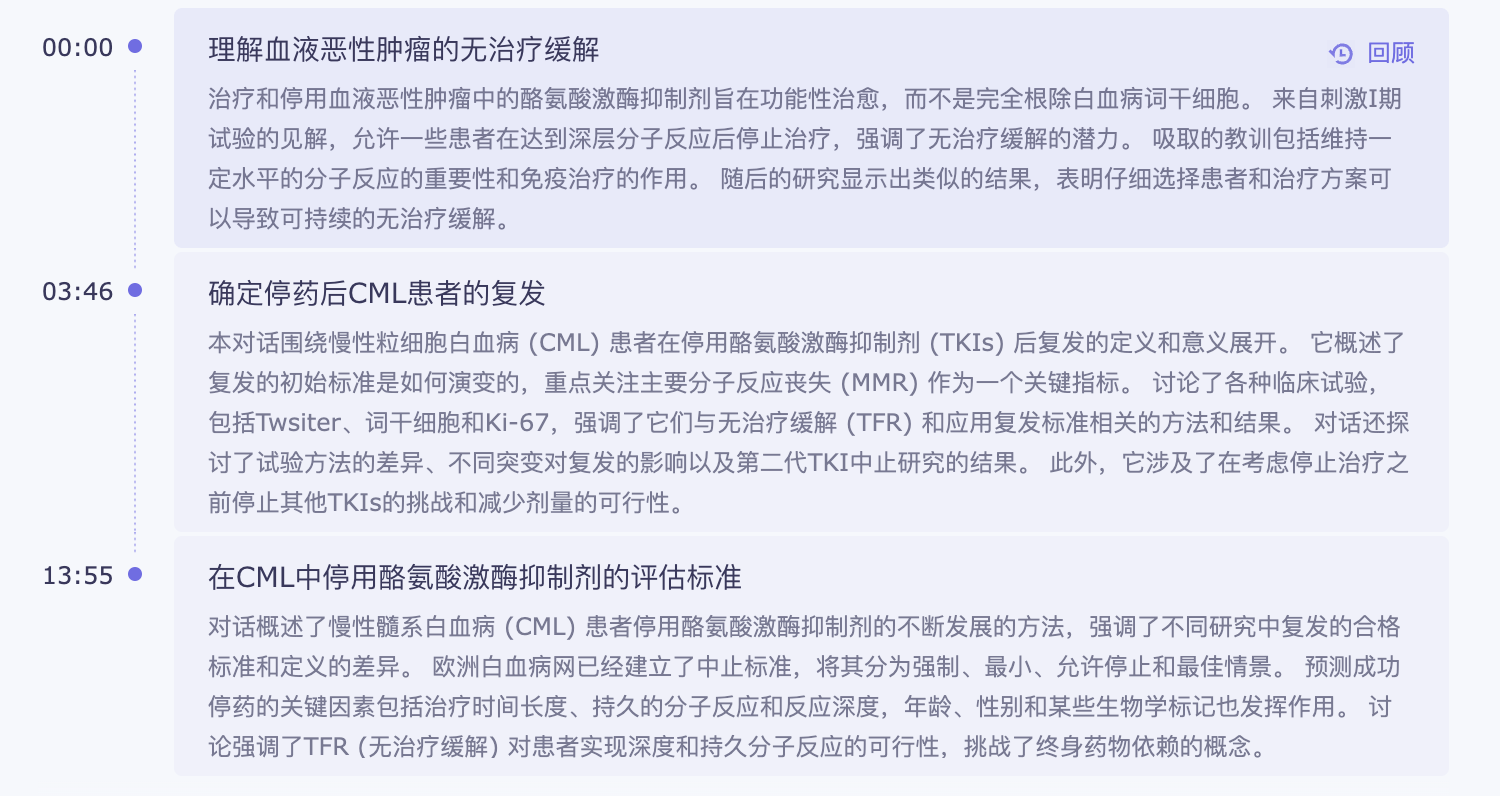 00:00
理解血液恶性肿瘤的无治疗缓解
回顾
治疗和停用血液恶性肿瘤中的酪氨酸激酶抑制剂旨在功能性治愈，而不是完全根除白血病词干细胞。 来自刺激I期
试验的见解，允许一些患者在达到深层分子反应后停止治疗，强调了无治疗缓解的潜力。 吸取的教训包括维持一
定水平的分子反应的重要性和免疫治疗的作用。 随后的研究显示出类似的结果，表明仔细选择患者和治疗方案可
以导致可持续的无治疗缓解。
03:46
确定停药后CML患者的复发
本对话围绕慢性粒细胞白血病 (CML) 患者在停用酪氨酸激酶抑制剂 (TKIs) 后复发的定义和意义展开。 它概述了
复发的初始标准是如何演变的，重点关注主要分子反应丧失 (MMR) 作为一个关键指标。 讨论了各种临床试验，
包括Twsiter、词干细胞和Ki-67，强调了它们与无治疗缓解 (TFR) 和应用复发标准相关的方法和结果。 对话还探
讨了试验方法的差异、不同突变对复发的影响以及第二代TKI中止研究的结果。 此外，它涉及了在考虑停止治疗之
前停止其他TKIs的挑战和减少剂量的可行性。
13:55
在CML中停用酪氨酸激酶抑制剂的评估标准
对话概述了慢性髓系白血病 (CML) 患者停用酪氨酸激酶抑制剂的不断发展的方法，强调了不同研究中复发的合格
标准和定义的差异。 欧洲白血病网已经建立了中止标准，将其分为强制、最小、允许停止和最佳情景。 预测成功
停药的关键因素包括治疗时间长度、持久的分子反应和反应深度，年龄、性别和某些生物学标记也发挥作用。 讨
论强调了TFR (无治疗缓解) 对患者实现深度和持久分子反应的可行性，挑战了终身药物依赖的概念。